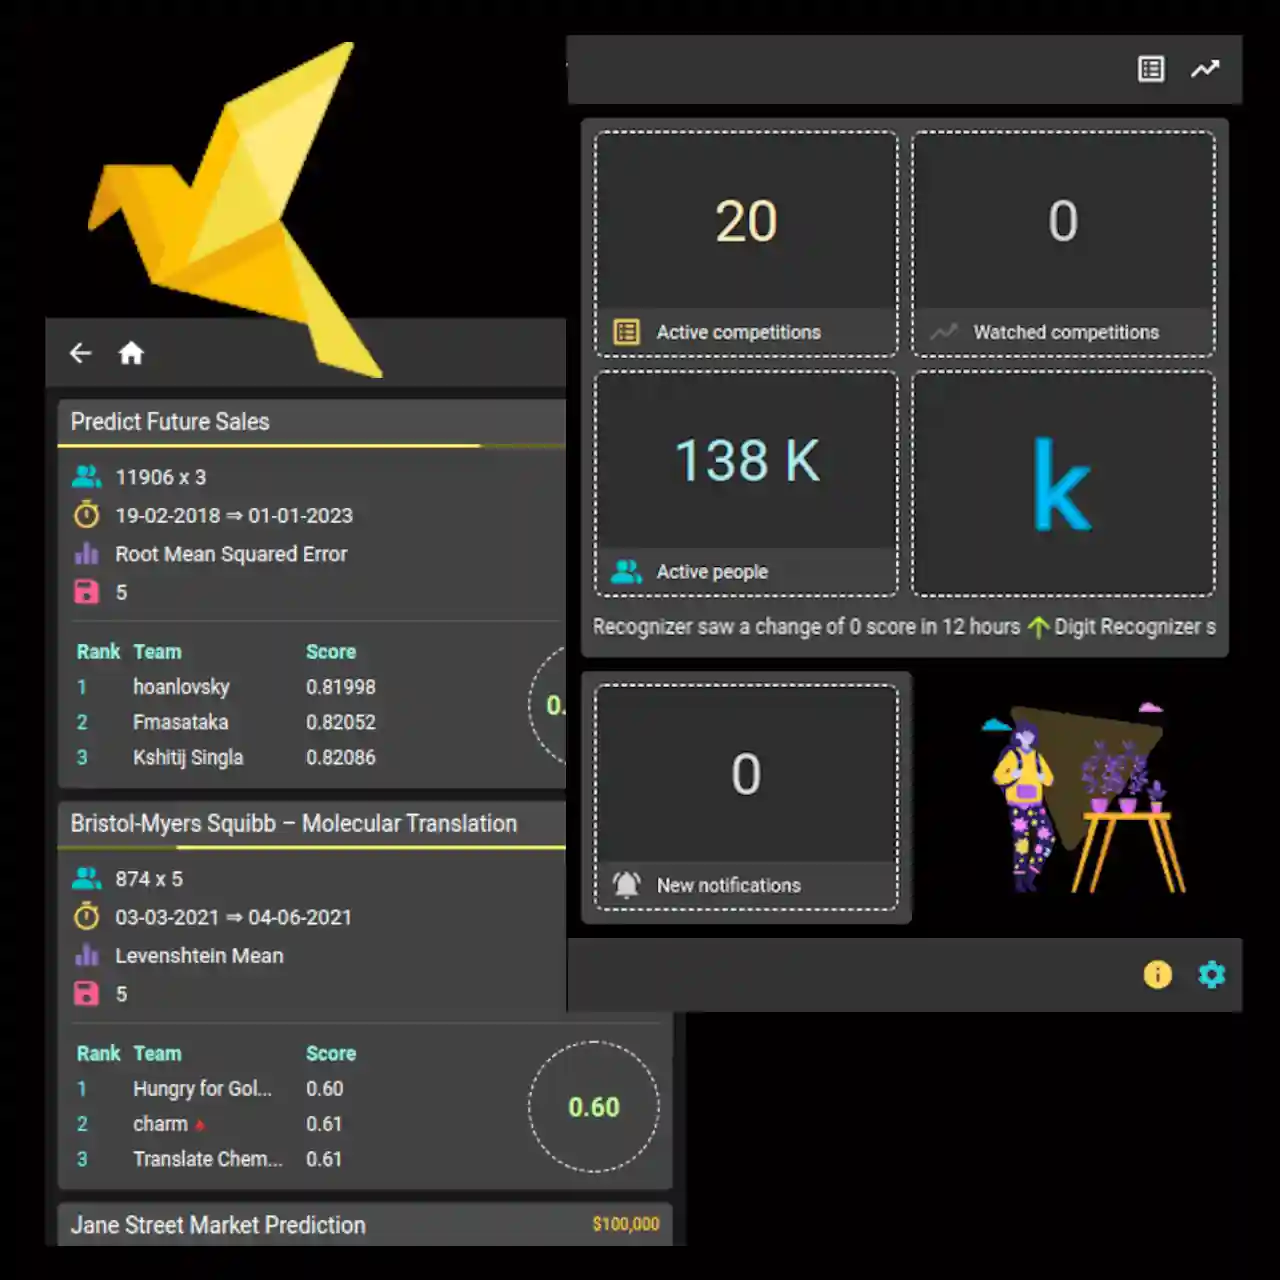 20
0
Active competitions
Watched competitions
138 K
k
Active people
Recognizer saw a change of 0 score in 12 hours Digit Recognizer s
0
New notifications
Predict Future Sales
11906 x 3
19-02-2018 ⇒ 01-01-2023
Root Mean Squared Error
5
Rank Team Score
1 hoanlovsky 0.81998
2 Fmasataka 0.82052
3 Kshitij Singla 0.82086
0.
Bristol-Myers Squibb – Molecular Translation
874 x 5
03-03-2021 ⇒ 04-06-2021
Levenshtein Mean
5
Rank Team Score
1 Hungry for Gol... 0.60
2 charm 0.61
3 Translate Chem... 0.61
0.60
Jane Street Market Prediction $100,000